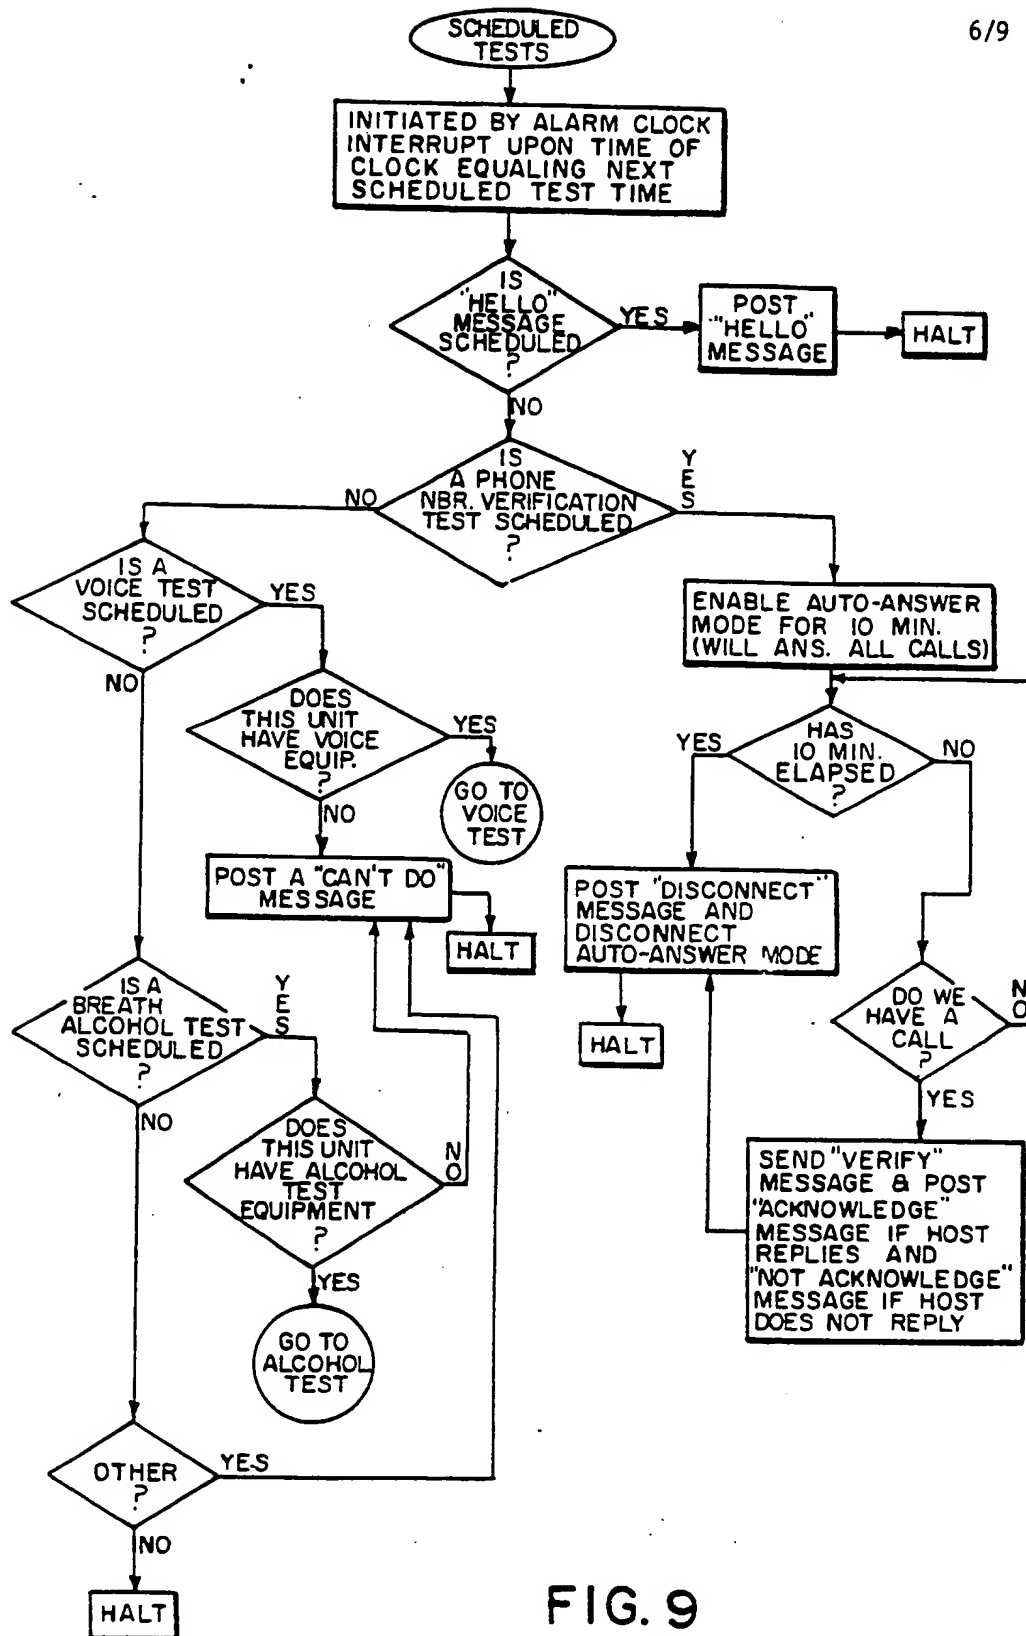 6/9
SCHEDULED
TESTS
INITIATED BY ALARM CLOCK
INTERRUPT UPON TIME OF
CLOCK EQUALING NEXT
SCHEDULED TEST TIME
IS
"HELLO"
MESSAGE
SCHEDULED
?
YES
POST
"HELLO"
MESSAGE
HALT
NO
IS
A PHONE
NBR. VERIFICATION
TEST SCHEDULED
?
NO
YES
IS A
VOICE TEST
SCHEDULED
?
YES
NO
DOES
THIS UNIT
HAVE VOICE
EQUIP.
?
YES
GO TO
VOICE
TEST
NO
POST A "CAN'T DO"
MESSAGE
HALT
ENABLE AUTO-ANSWER
MODE FOR 10 MIN.
(WILL ANS. ALL CALLS)
HAS
10 MIN.
ELAPSED
?
YES
NO
POST "DISCONNECT"
MESSAGE AND
DISCONNECT
AUTO-ANSWER MODE
HALT
DO WE
HAVE A
CALL
?
NO
YES
SEND "VERIFY"
MESSAGE & POST
"ACKNOWLEDGE"
MESSAGE IF HOST
REPLIES AND
"NOT ACKNOWLEDGE"
MESSAGE IF HOST
DOES NOT REPLY
IS A
BREATH
ALCOHOL TEST
SCHEDULED
?
YES
NO
DOES
THIS UNIT
HAVE ALCOHOL
TEST
EQUIPMENT
?
NO
YES
GO TO
ALCOHOL
TEST
OTHER
?
YES
NO
HALT
FIG. 9